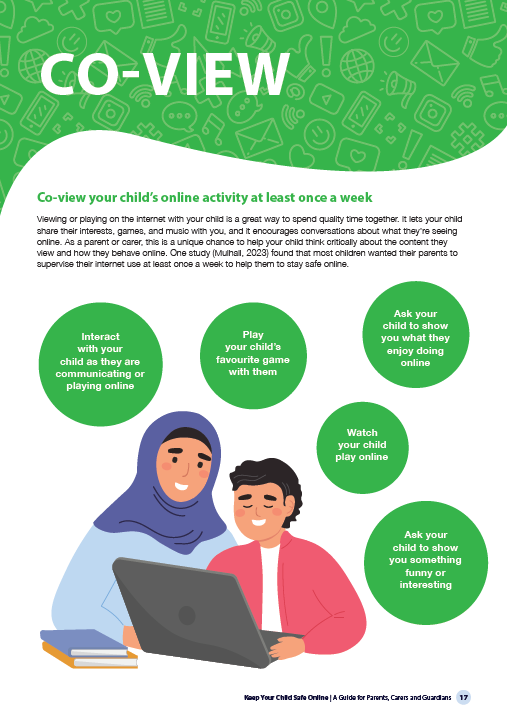 CO-VIEW
Co-view your child's online activity at least once a week
Viewing or playing on the internet with your child is a great way to spend quality time together. It lets your child
share their interests, games, and music with you, and it encourages conversations about what they're seeing
online. As a parent or carer, this is a unique chance to help your child think critically about the content they
view and how they behave online. One study (Mulhall, 2023) found that most children wanted their parents to
supervise their internet use at least once a week to help them to stay safe online.
Interact
with your
child as they are
communicating or
playing online
Play
your child's
favourite game
with them
Ask your
child to show
you what they
enjoy doing
online
Watch
your child
play online
Ask your
child to show
you something
funny or
interesting
Keep Your Child Safe Online | A Guide for Parents, Carers and Guardians 17